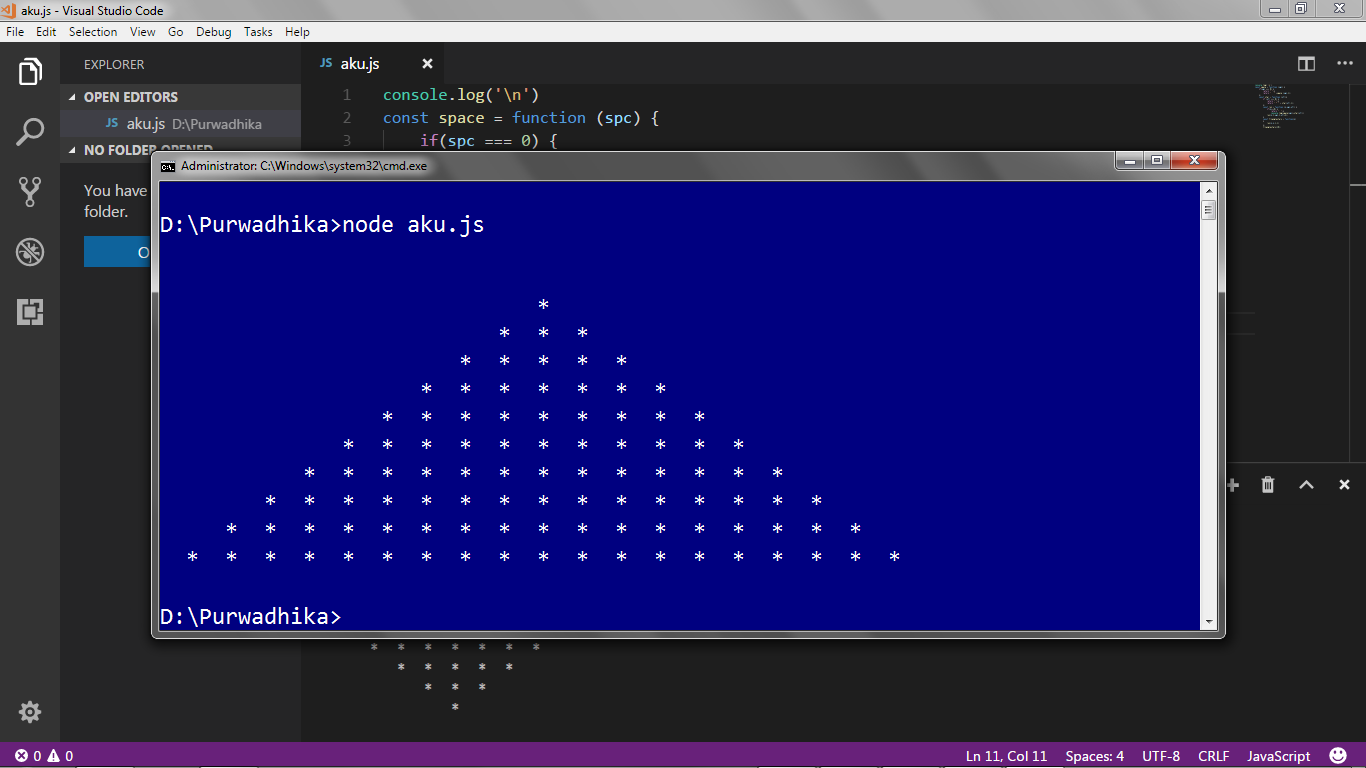 aku.js - Visual Studio Code
File Edit Selection View Go Debug Tasks Help
EXPLORER
OPEN EDITORS
JS aku.js D:\Purwadhika
NO FOLDER OPENED
You have
folder.
O
JS aku.js
1 console.log('\n')
2 const space = function (spc) {
3 if(spc === 0) {
Administrator: C:\Windows\system32\cmd.exe
D:\Purwadhika>node aku.js
*
* * *
* * * * *
* * * * * * *
* * * * * * * * *
* * * * * * * * * * *
* * * * * * * * * * * * *
* * * * * * * * * * * * * * *
* * * * * * * * * * * * * * * * *
* * * * * * * * * * * * * * * * * * *
D:\Purwadhika>
* * * * * * *
* * * * *
* * *
*
0 0
Ln 11, Col 11 Spaces: 4 UTF-8 CRLF JavaScript